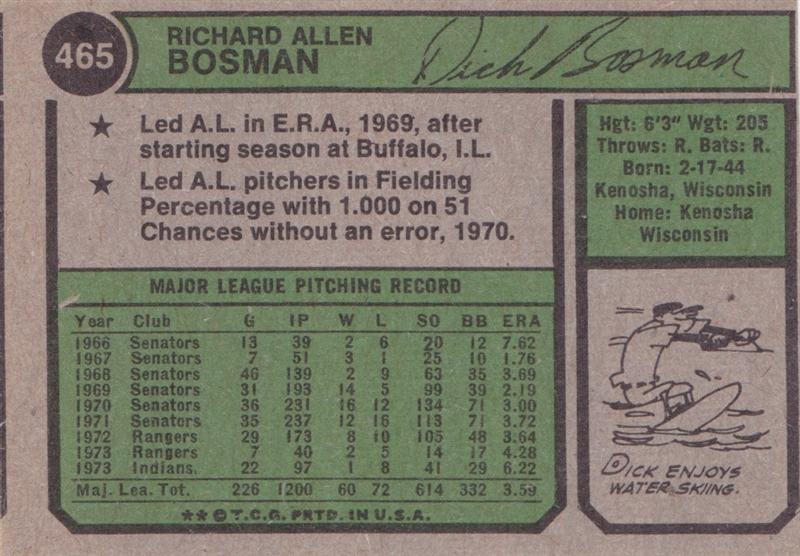 465
RICHARD ALLEN
BOSMAN
Dick Bosman
★ Led A.L. in E.R.A., 1969, after
starting season at Buffalo, I.L.
★ Led A.L. pitchers in Fielding
Percentage with 1.000 on 51
Chances without an error, 1970.
Hgt: 6'3" Wgt: 205
Throws: R. Bats: R.
Born: 2-17-44
Kenosha, Wisconsin
Home: Kenosha
Wisconsin
MAJOR LEAGUE PITCHING RECORD
Year Club G IP W L SO BB ERA
1966 Senators 13 39 2 6 20 12 7.62
1967 Senators 7 51 3 1 25 10 1.76
1968 Senators 46 139 2 9 63 35 3.69
1969 Senators 31 193 14 5 99 39 2.19
1970 Senators 36 231 16 12 134 71 3.00
1971 Senators 35 237 12 16 113 71 3.72
1972 Rangers 29 173 8 10 105 48 3.64
1973 Rangers 7 40 2 5 14 17 4.28
1973 Indians. 22 97 1 8 41 29 6.22
Maj. Lea. Tot. 226 1200 60 72 614 332 3.59
★★ © T.C.G. PRTD. IN U.S.A.
DICK ENJOYS
WATER SKIING.